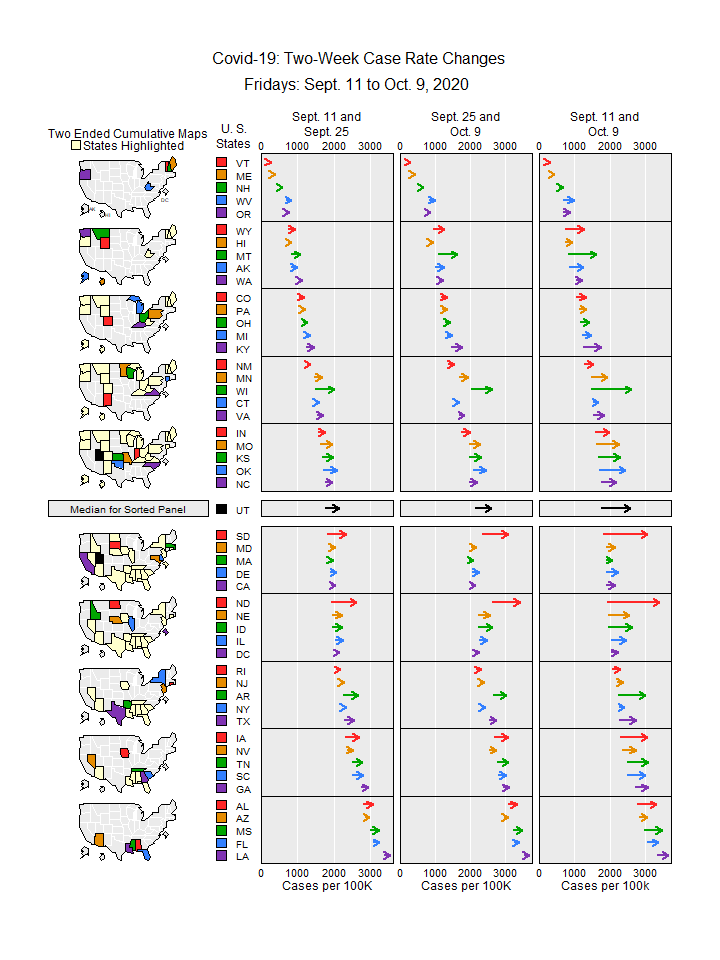 Covid-19: Two-Week Case Rate Changes
Fridays: Sept. 11 to Oct. 9, 2020
Two Ended Cumulative Maps
States Highlighted
U. S.
States
Sept. 11 and
Sept. 25
Sept. 25 and
Oct. 9
Sept. 11 and
Oct. 9
0 1000 2000 3000
0 1000 2000 3000
0 1000 2000 3000
AK
HI
DC
VT
ME
NH
WV
OR
WY
HI
MT
AK
WA
CO
PA
OH
MI
KY
NM
MN
WI
CT
VA
IN
MO
KS
OK
NC
Median for Sorted Panel
UT
SD
MD
MA
DE
CA
ND
NE
ID
IL
DC
RI
NJ
AR
NY
TX
IA
NV
TN
SC
GA
AL
AZ
MS
FL
LA
0 1000 2000 3000
0 1000 2000 3000
0 1000 2000 3000
Cases per 100K
Cases per 100K
Cases per 100k